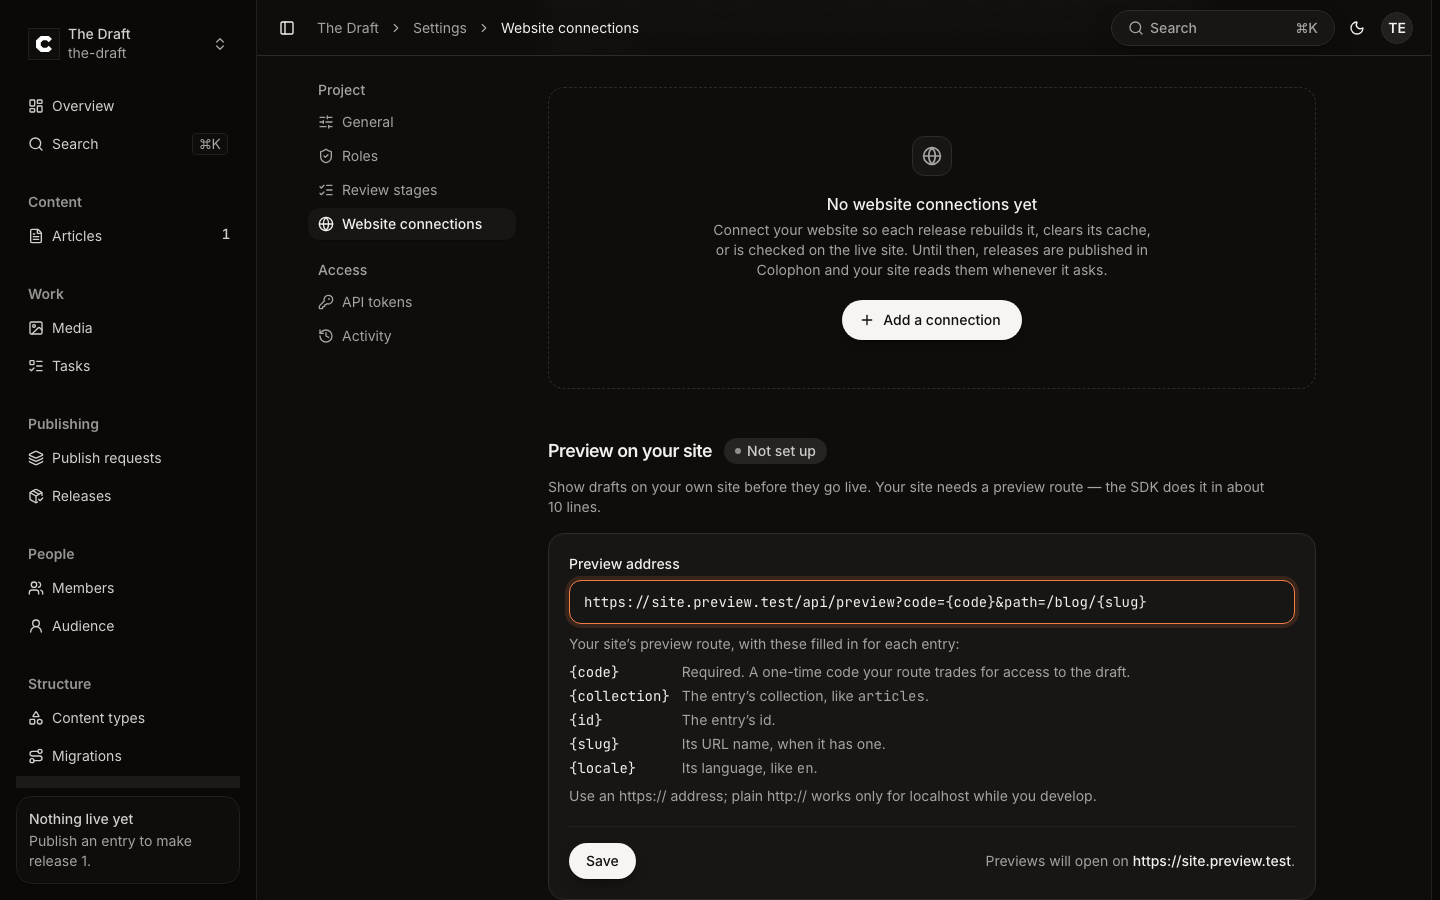 The Draft
the-draft
Overview
Search ⌘K
Content
Articles 1
Work
Media
Tasks
Publishing
Publish requests
Releases
People
Members
Audience
Structure
Content types
Migrations
Nothing live yet
Publish an entry to make
release 1.
The Draft > Settings > Website connections
Search ⌘K
TE
Project
General
Roles
Review stages
Website connections
Access
API tokens
Activity
No website connections yet
Connect your website so each release rebuilds it, clears its cache,
or is checked on the live site. Until then, releases are published in
Colophon and your site reads them whenever it asks.
+ Add a connection
Preview on your site Not set up
Show drafts on your own site before they go live. Your site needs a preview route — the SDK does it in about
10 lines.
Preview address
https://site.preview.test/api/preview?code={code}&path=/blog/{slug}
Your site’s preview route, with these filled in for each entry:
{code} Required. A one-time code your route trades for access to the draft.
{collection} The entry’s collection, like articles.
{id} The entry’s id.
{slug} Its URL name, when it has one.
{locale} Its language, like en.
Use an https:// address; plain http:// works only for localhost while you develop.
Save
Previews will open on https://site.preview.test.